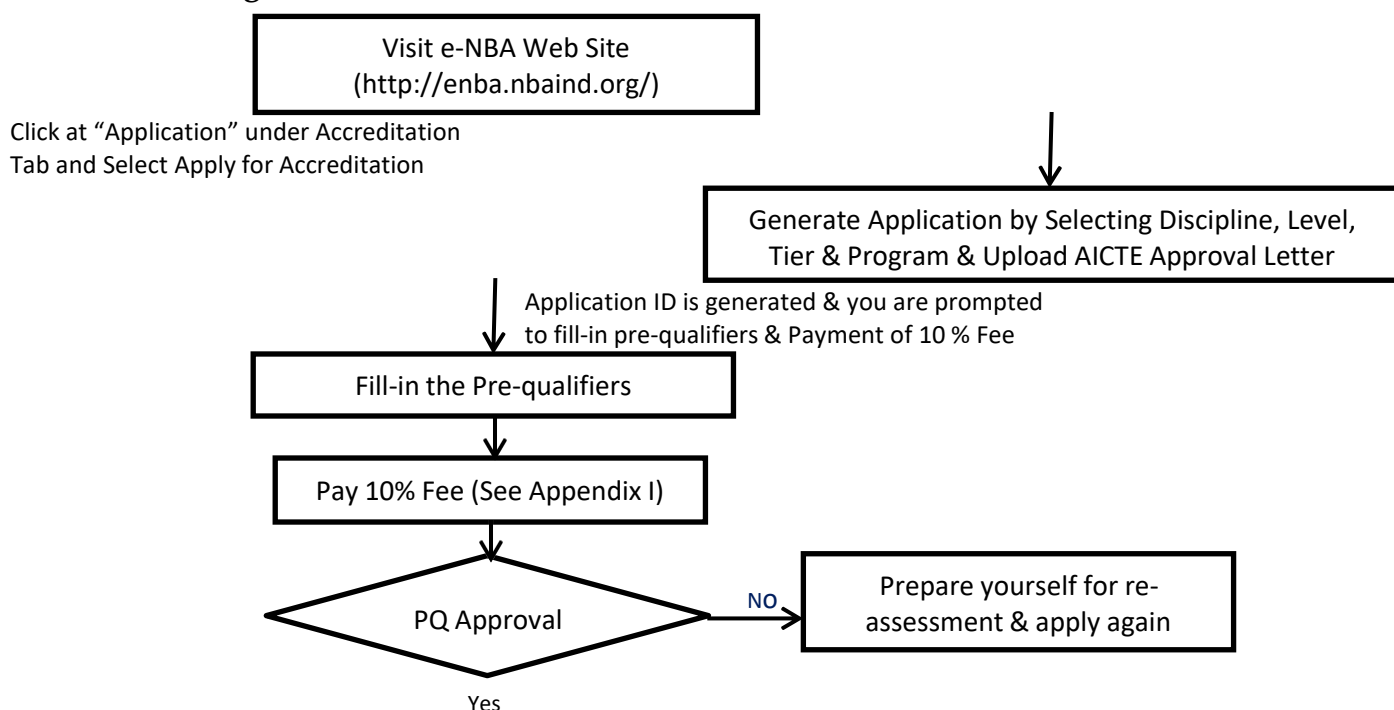 Visit e-NBA Web Site
(http://enba.nbaind.org/)
Click at “Application” under Accreditation
Tab and Select Apply for Accreditation
Generate Application by Selecting Discipline, Level,
Tier & Program & Upload AICTE Approval Letter
Application ID is generated & you are prompted
to fill-in pre-qualifiers & Payment of 10 % Fee
Fill-in the Pre-qualifiers
Pay 10% Fee (See Appendix I)
PQ Approval
NO
Prepare yourself for re-
assessment & apply again
Yes